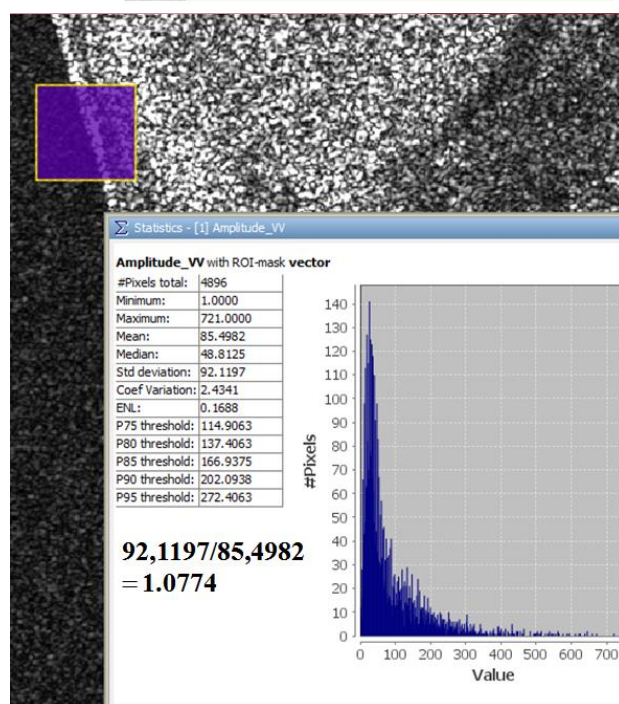 Statistics - [1] Amplitude_VV
Amplitude_VV with ROI-mask vector
#Pixels total: 4896
Minimum: 1.0000
Maximum: 721.0000
Mean: 85.4982
Median: 48.8125
Std deviation: 92.1197
Coef Variation: 2.4341
ENL: 0.1688
P75 threshold: 114.9063
P80 threshold: 137.4063
P85 threshold: 166.9375
P90 threshold: 202.0938
P95 threshold: 272.4063
92,1197/85,4982
= 1.0774
140
130
120
110
100
90
80
70
60
50
40
30
20
10
0
#Pixels
0 100 200 300 400 500 600 700
Value